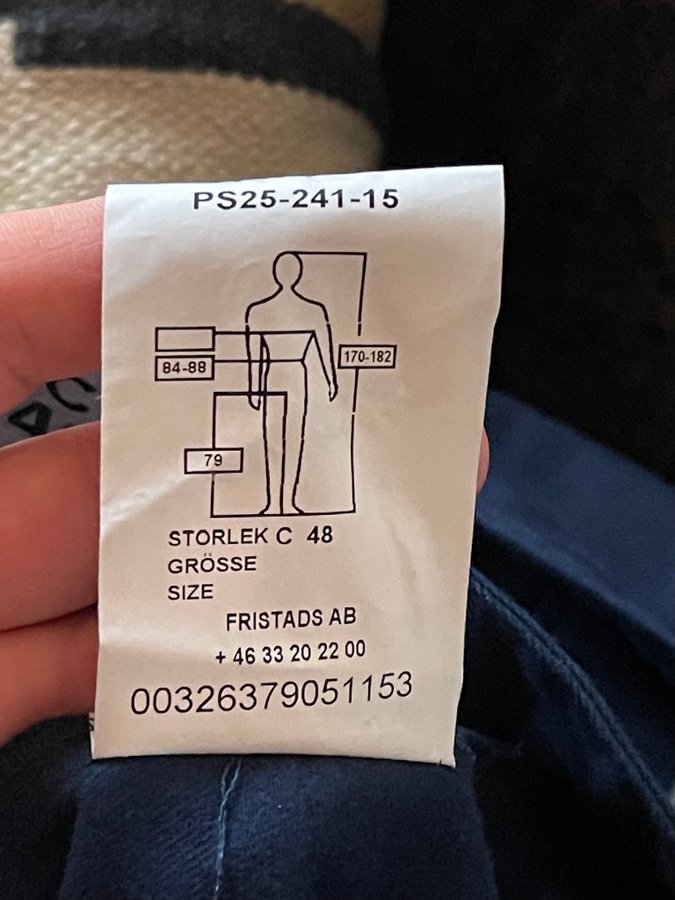 PS25-241-15
84-88
170-182
79
STORLEK C 48
GRÖSSE
SIZE
FRISTADS AB
+ 46 33 20 22 00
00326379051153